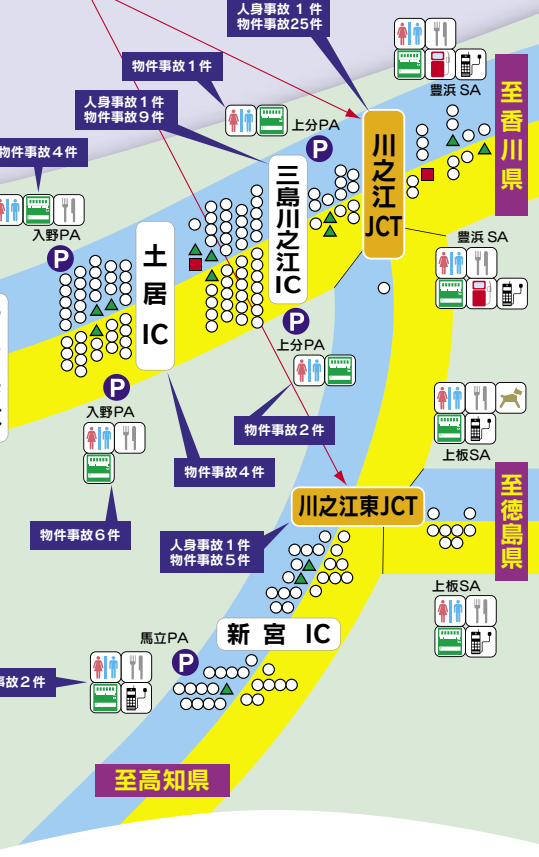 人身事故 1 件
物件事故25件
物件事故1件
豊浜 SA
人身事故1件
物件事故9件
上分PA
P
至香川県
川之江JCT
物件事故4件
三島川之江IC
入野PA
P
土居IC
豊浜 SA
P
上分PA
P
入野PA
物件事故2件
上板SA
物件事故4件
至徳島県
川之江東JCT
物件事故6件
人身事故1件
物件事故5件
上板SA
新宮 IC
馬立PA
P
事故2件
至高知県